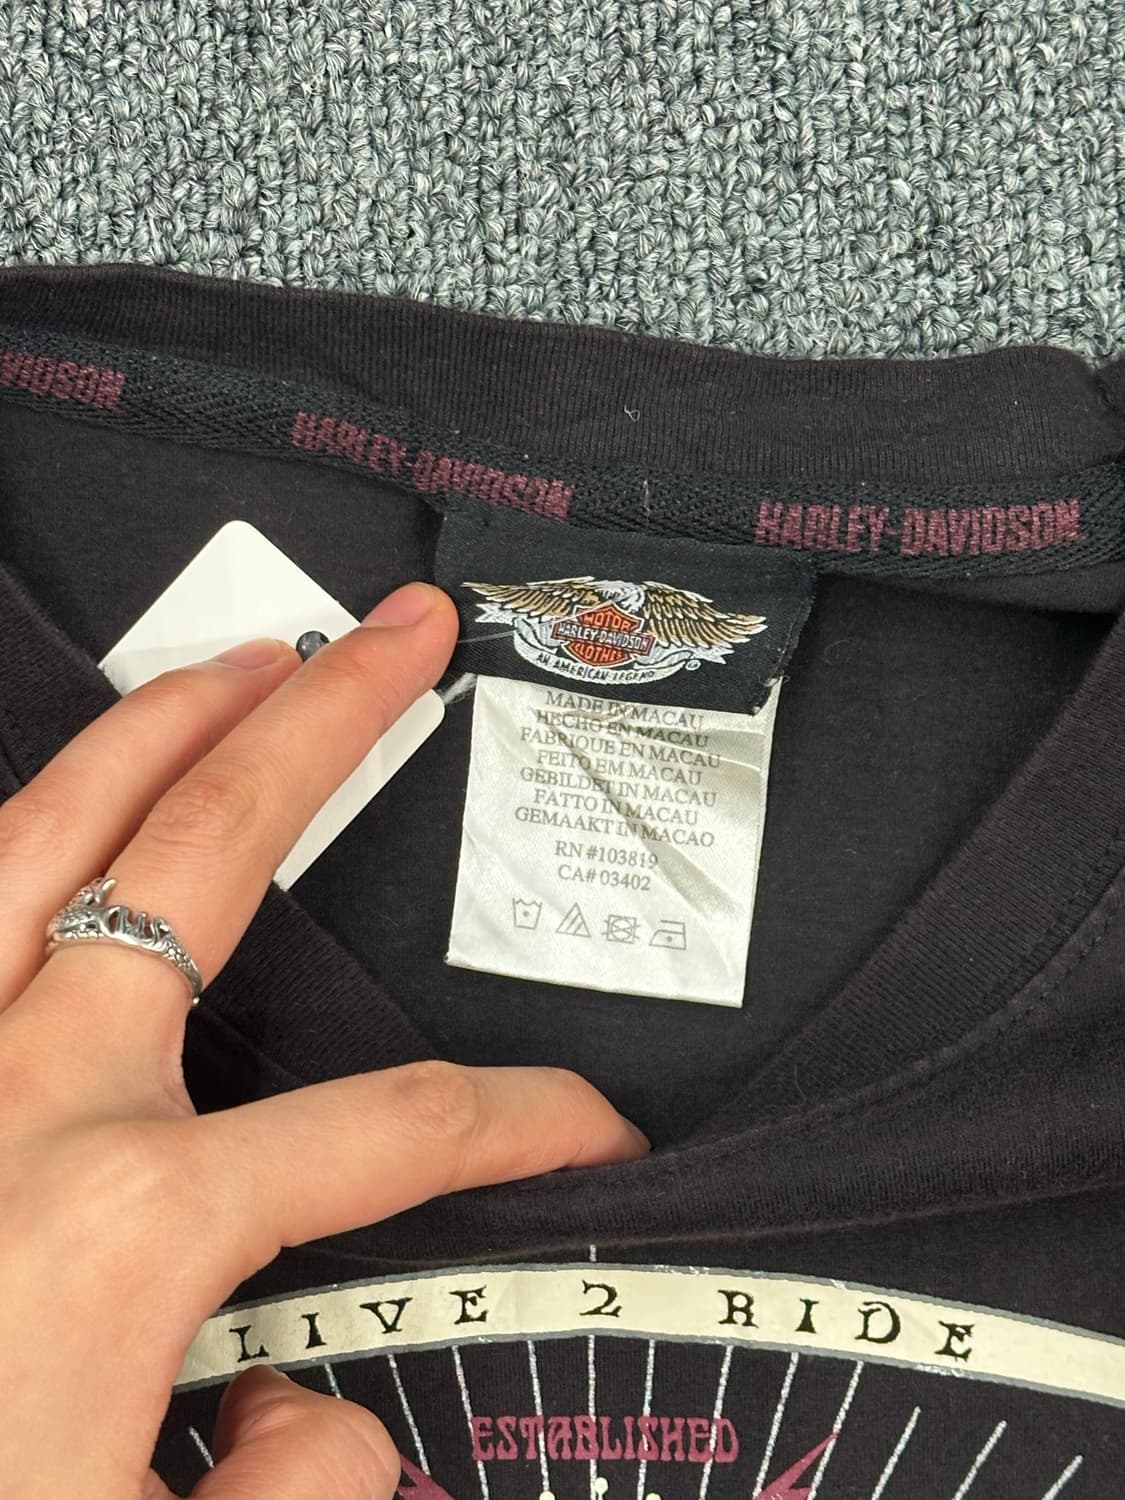 VIDSON
HARLEY-DAVIDSON
HARLEY-DAVIDSON
MOTOR
HARLEY-DAVIDSON
CLOTHES
AN AMERICAN LEGEND
®
MADE IN MACAU
HECHO EN MACAU
FABRIQUE EN MACAU
FEITO EM MACAU
GEBILDET IN MACAU
FATTO IN MACAU
GEMAAKT IN MACAO
RN #103819
CA# 03402
LIVE 2 RIDE
ESTABLISHED